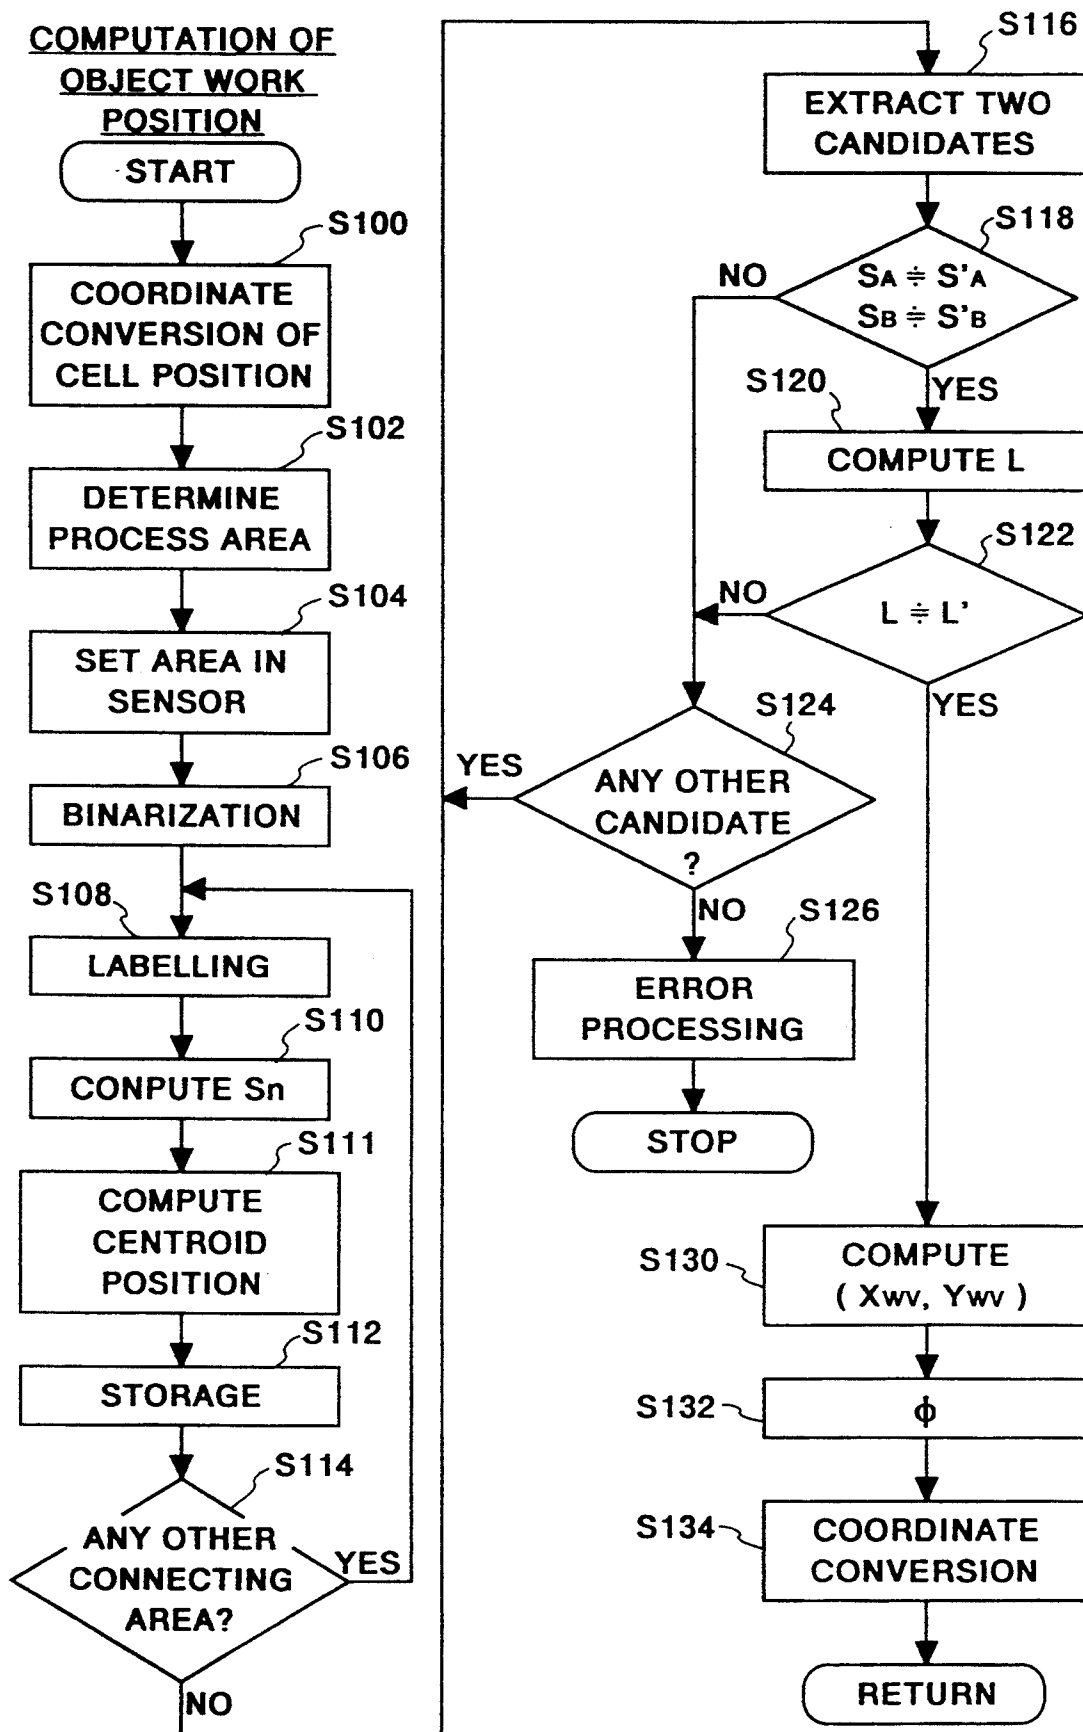 COMPUTATION OF
OBJECT WORK
POSITION
START
S100
COORDINATE
CONVERSION OF
CELL POSITION
S102
DETERMINE
PROCESS AREA
S104
SET AREA IN
SENSOR
S106
BINARIZATION
S108
LABELLING
S110
CONPUTE Sn
S111
COMPUTE
CENTROID
POSITION
S112
STORAGE
S114
ANY OTHER
CONNECTING
AREA?
YES
NO
S116
EXTRACT TWO
CANDIDATES
S118
SA ≑ S'A
SB ≑ S'B
NO
YES
S120
COMPUTE L
S122
L ≑ L'
NO
YES
S124
ANY OTHER
CANDIDATE
?
YES
NO
S126
ERROR
PROCESSING
STOP
S130
COMPUTE
( XWV, YWV )
S132
ϕ
S134
COORDINATE
CONVERSION
RETURN